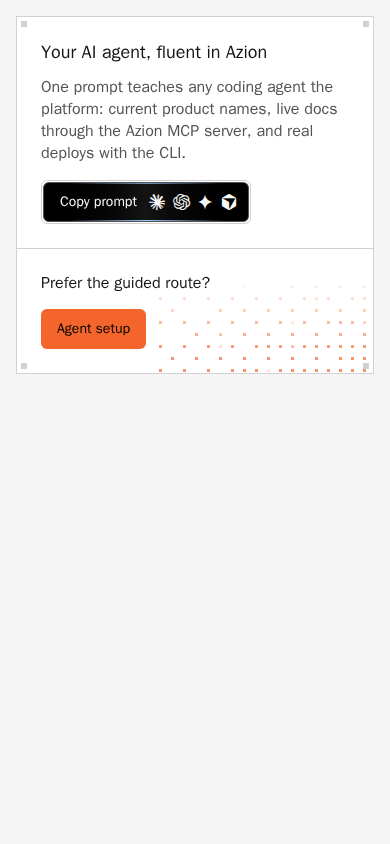 Your AI agent, fluent in Azion
One prompt teaches any coding agent the
platform: current product names, live docs
through the Azion MCP server, and real
deploys with the CLI.
Copy prompt
Prefer the guided route?
Agent setup